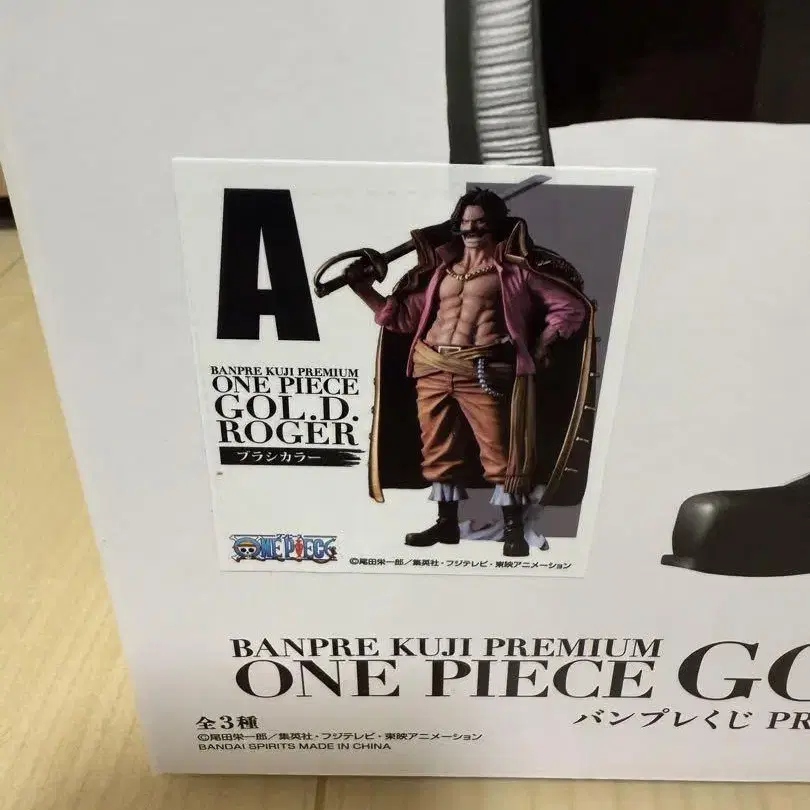 A
BANPRE KUJI PREMIUM
ONE PIECE
GOL.D.
ROGER
ブラシカラー
ONE PIECE
©尾田栄一郎／集英社・フジテレビ・東映アニメーション
BANPRE KUJI PREMIUM
ONE PIECE GO
バンプレくじ PR
全3種
©尾田栄一郎／集英社・フジテレビ・東映アニメーション
BANDAI SPIRITS MADE IN CHINA